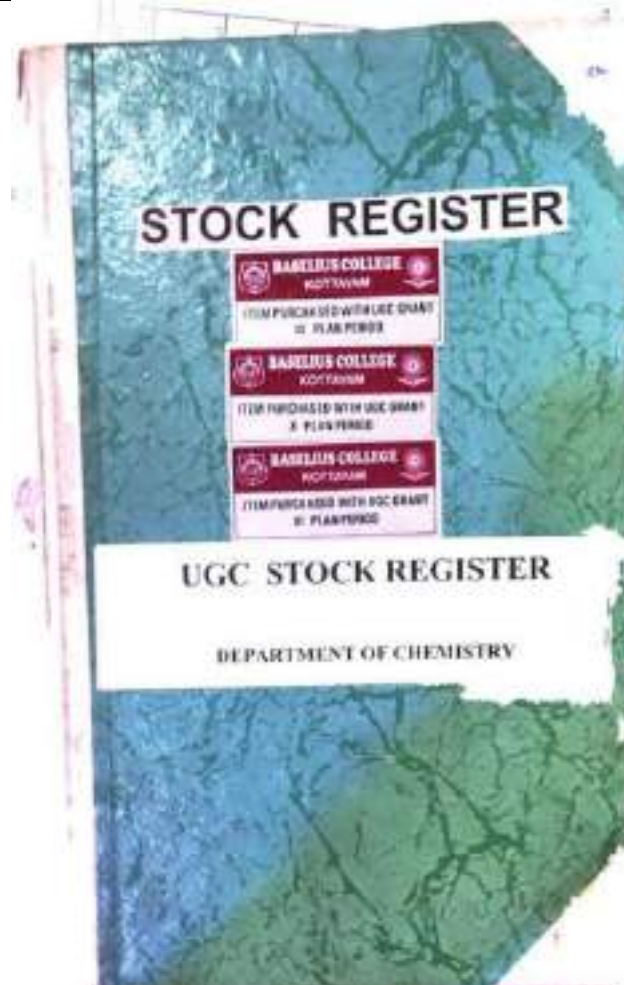 STOCK REGISTER
BASELIUS COLLEGE
KOTTAYAM
ITEM PURCHASED WITH UGC GRANT
PLAN PERIOD
BASELIUS COLLEGE
KOTTAYAM
ITEM PURCHASED WITH UGC GRANT
X PLAN PERIOD
BASELIUS COLLEGE
KOTTAYAM
ITEM PURCHASED WITH UGC GRANT
PLAN PERIOD
UGC STOCK REGISTER
DEPARTMENT OF CHEMISTRY